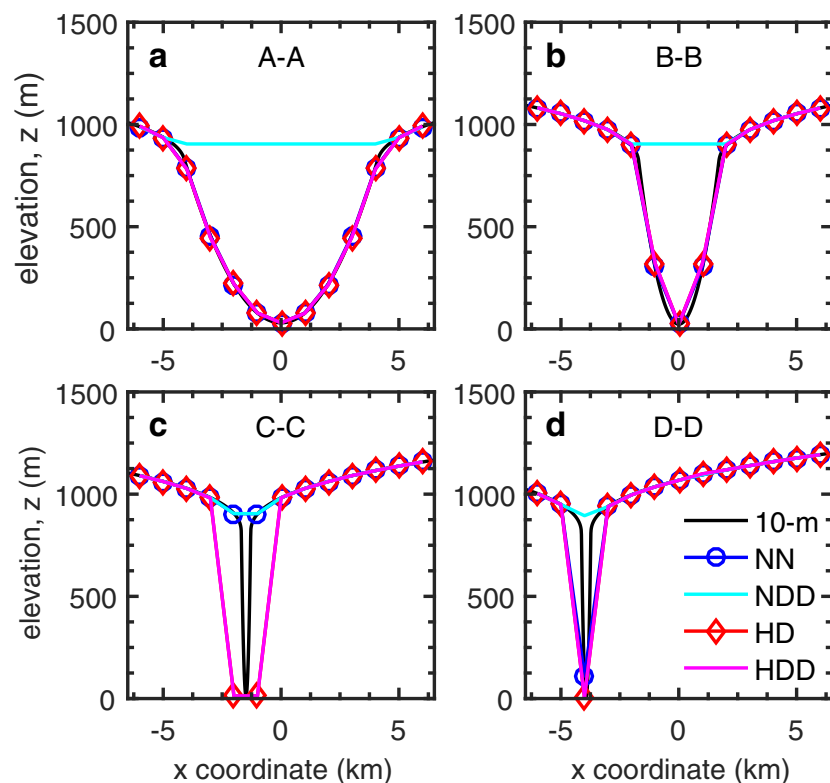 1500
1000
500
0
elevation, z (m)
a
A-A
-5
0
5
1500
1000
500
0
b
B-B
-5
0
5
1500
1000
500
0
elevation, z (m)
c
C-C
-5
0
5
x coordinate (km)
1500
1000
500
0
d
D-D
10-m
NN
NDD
HD
HDD
-5
0
5
x coordinate (km)